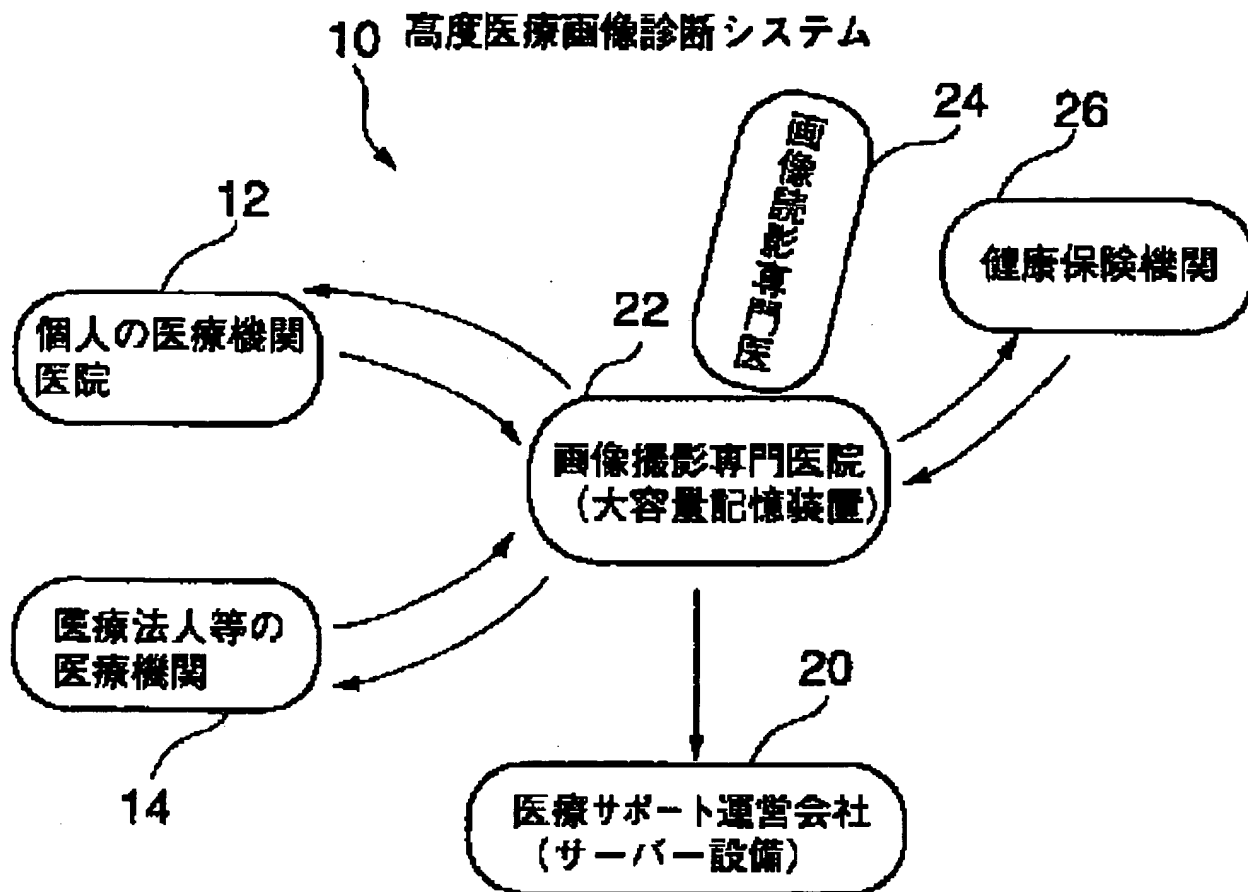 10 高度医療画像診断システム
24
26
12
画像読影専門医
健康保険機関
個人の医療機関
医院
22
画像撮影専門医院
(大容量記憶装置)
医療法人等の
医療機関
14
20
医療サポート運営会社
(サーバー設備)